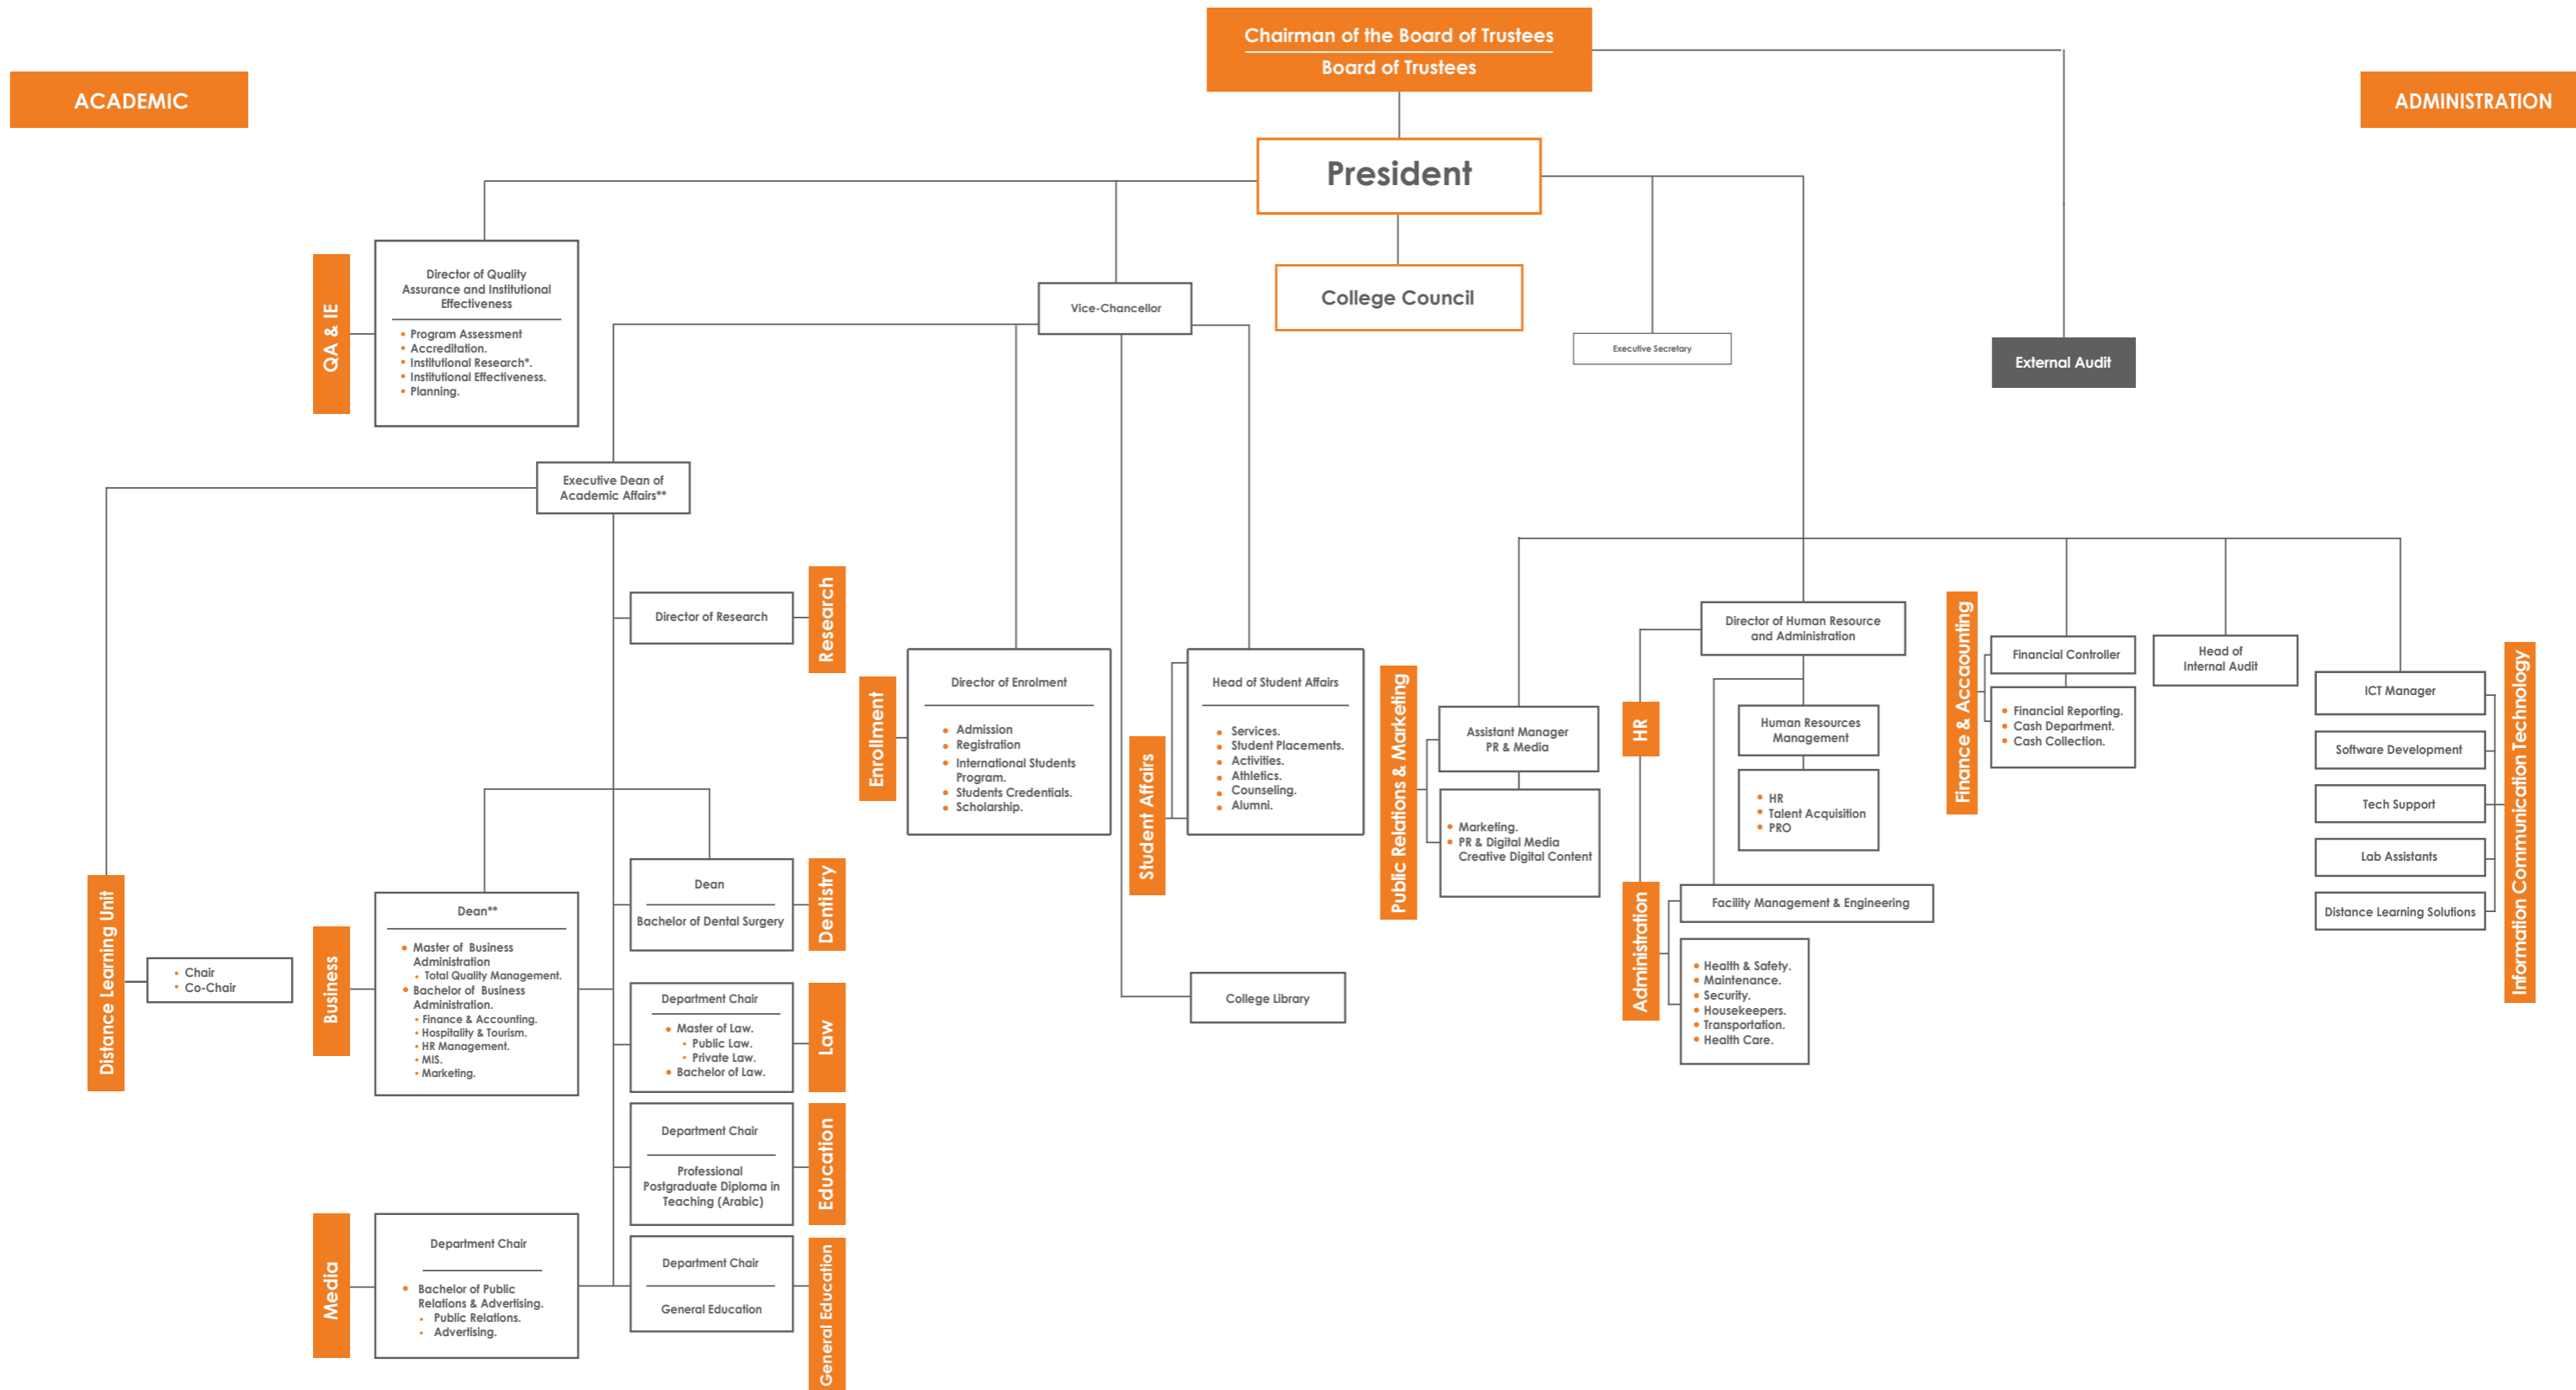 Chairman of the Board of Trustees
Board of Trustees
ACADEMIC
ADMINISTRATION
President
College Council
Vice-Chancellor
Executive Secretary
External Audit
QA & IE
Director of Quality
Assurance and Institutional
Effectiveness
Program Assessment
Accreditation.
Institutional Research*.
Institutional Effectiveness.
Planning.
Executive Dean of
Academic Affairs**
Director of Research
Research
Distance Learning Unit
• Chair
• Co-Chair
Business
Dean**
• Master of Business
Administration
• Total Quality Management.
• Bachelor of Business
Administration.
• Finance & Accounting.
• Hospitality & Tourism.
• HR Management.
• MIS.
• Marketing.
Dean
Bachelor of Dental Surgery
Dentistry
Department Chair
• Master of Law.
• Public Law.
• Private Law.
• Bachelor of Law.
Law
Department Chair
Professional
Postgraduate Diploma in
Teaching (Arabic)
Education
Media
Department Chair
• Bachelor of Public
Relations & Advertising.
• Public Relations.
• Advertising.
Department Chair
General Education
General Education
Enrollment
Director of Enrolment
• Admission
• Registration
• International Students
Program.
• Students Credentials.
• Scholarship.
Student Affairs
Head of Student Affairs
• Services.
• Student Placements.
• Activities.
• Athletics.
• Counseling.
• Alumni.
College Library
Public Relations & Marketing
Assistant Manager
PR & Media
• Marketing.
• PR & Digital Media
Creative Digital Content
Director of Human Resource
and Administration
HR
Human Resources
Management
• HR
• Talent Acquisition
• PRO
Administration
Facility Management & Engineering
• Health & Safety.
• Maintenance.
• Security.
• Housekeepers.
• Transportation.
• Health Care.
Finance & Accaounting
Financial Controller
• Financial Reporting.
• Cash Department.
• Cash Collection.
Head of
Internal Audit
ICT Manager
Software Development
Tech Support
Lab Assistants
Distance Learning Solutions
Information Communication Technology